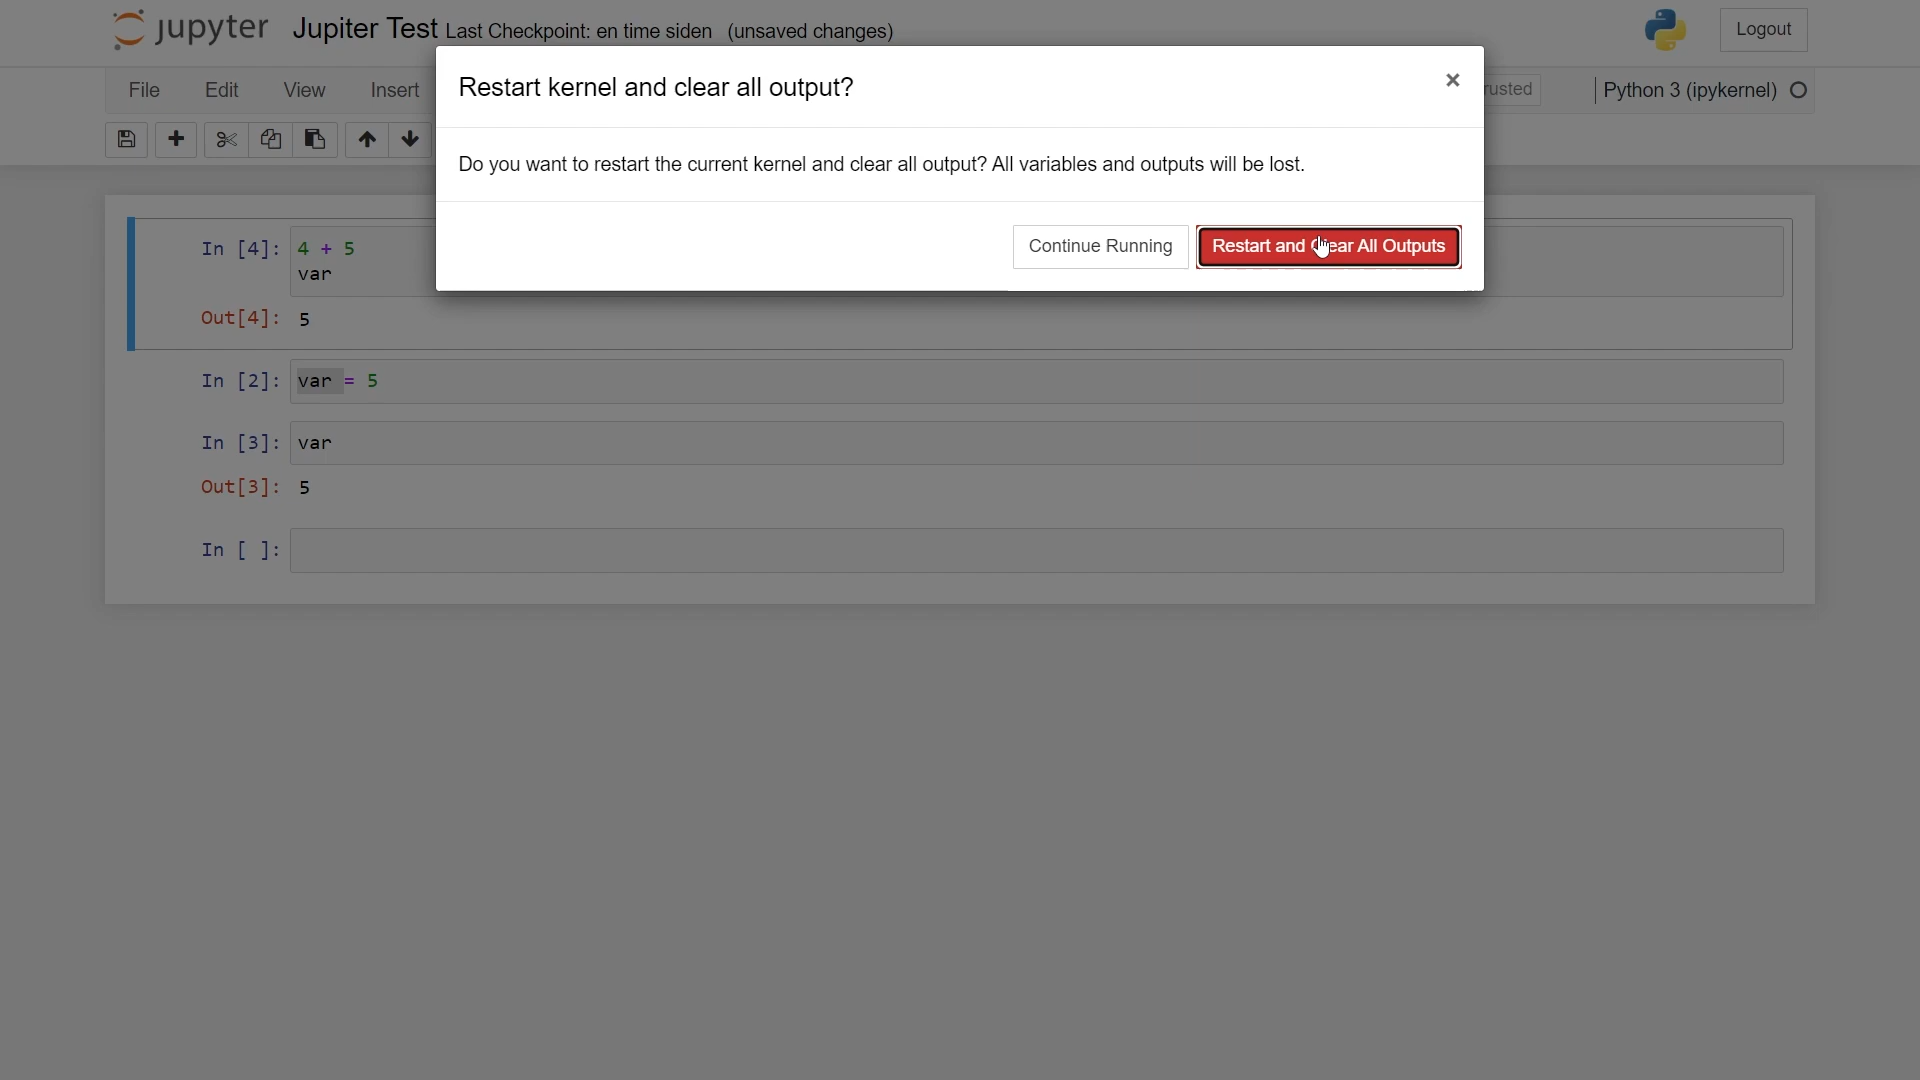 jupyter Jupiter Test Last Checkpoint: en time siden (unsaved changes)
Logout
Restart kernel and clear all output?
×
File Edit View Insert
Python 3 (ipykernel)
Do you want to restart the current kernel and clear all output? All variables and outputs will be lost.
Continue Running
Restart and Clear All Outputs
In [4]: 4 + 5
var
Out[4]: 5
In [2]: var = 5
In [3]: var
Out[3]: 5
In [ ]: